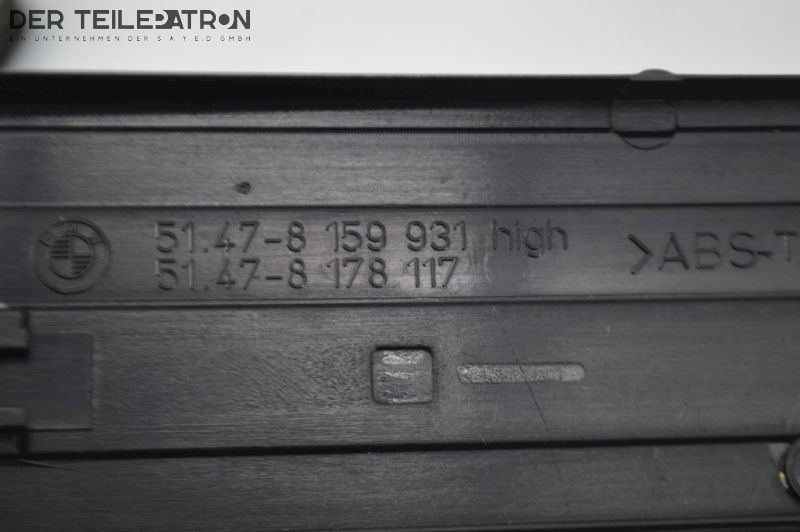 DER TEILEPATRON
EIN UNTERNEHMEN DER S A Y E.D GMBH
51.47-8 159 931 high
51.47-8 178 117
>ABS-T